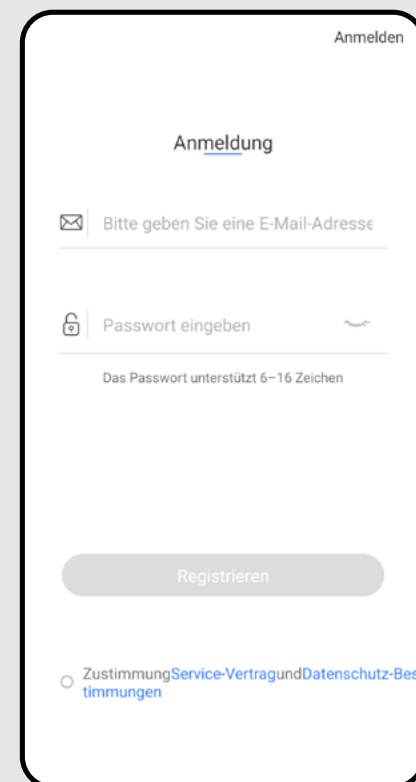 Anmelden
Anmeldung
Bitte geben Sie eine E-Mail-Adresse
Passwort eingeben
Das Passwort unterstützt 6–16 Zeichen
Registrieren
ZustimmungService-VertragundDatenschutz-Bes
timmungen